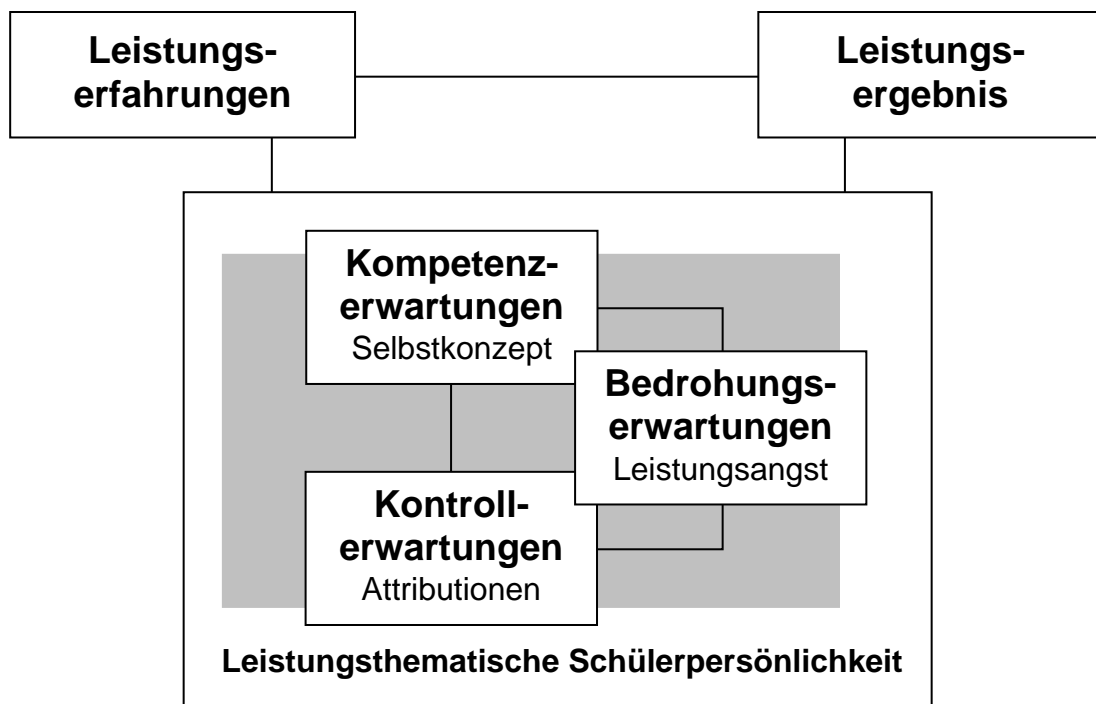 Leistungs-
erfahrungen
Leistungs-
ergebnis
Kompetenz-
erwartungen
Selbstkonzept
Bedrohungs-
erwartungen
Leistungsangst
Kontroll-
erwartungen
Attributionen
Leistungsthematische Schülerpersönlichkeit